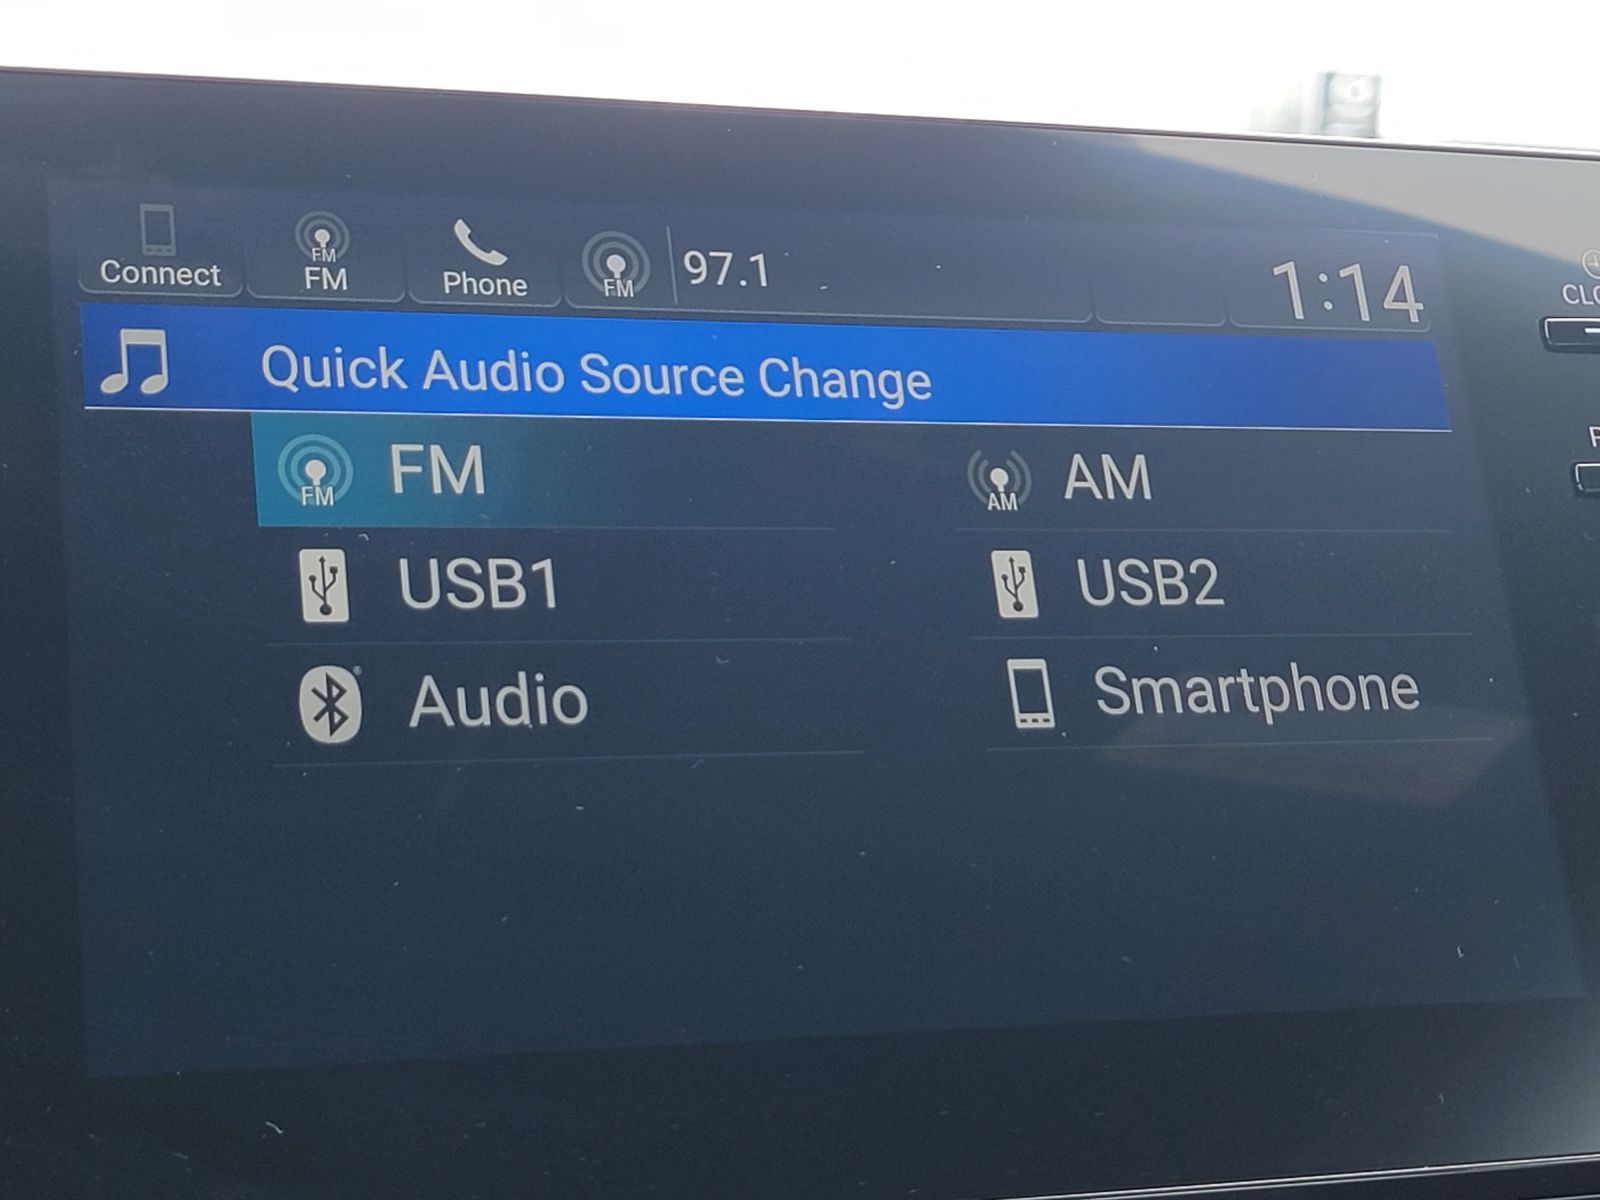 Connect FM FM Phone FM 97.1 1:14
Quick Audio Source Change
FM FM AM AM
USB1 USB2
Audio Smartphone